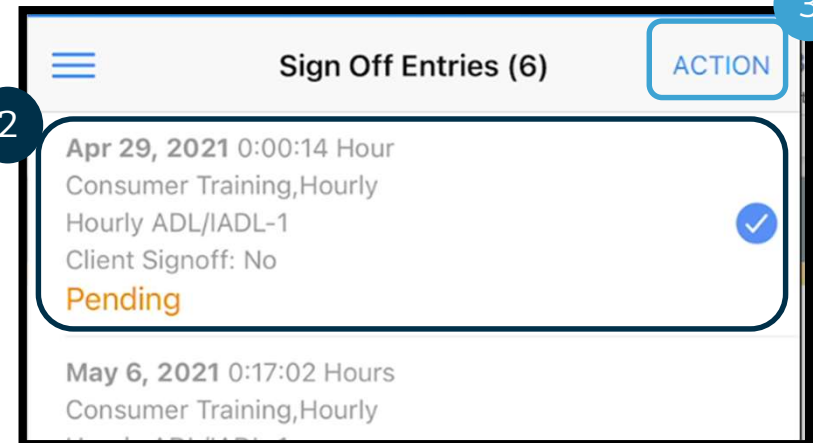 3
Sign Off Entries (6)
ACTION
2
Apr 29, 2021 0:00:14 Hour
Consumer Training,Hourly
Hourly ADL/IADL-1
Client Signoff: No
Pending
May 6, 2021 0:17:02 Hours
Consumer Training,Hourly